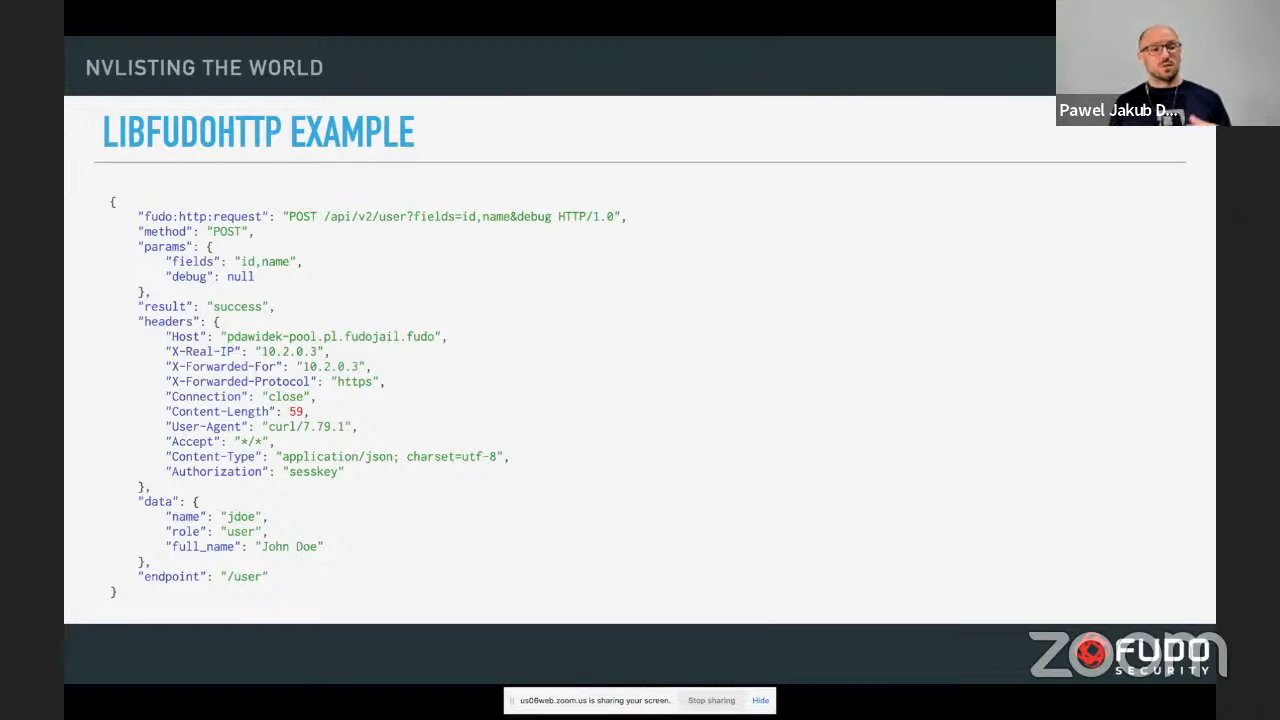 NVLISTING THE WORLD
Pawel Jakub D...
LIBFUDOHTTP EXAMPLE
{
"fudo:http:request": "POST /api/v2/user?fields=id,name&debug HTTP/1.0",
"method": "POST",
"params": {
"fields": "id,name",
"debug": null
},
"result": "success",
"headers": {
"Host": "pdawidek-pool.pl.fudojail.fudo",
"X-Real-IP": "10.2.0.3",
"X-Forwarded-For": "10.2.0.3",
"X-Forwarded-Protocol": "https",
"Connection": "close",
"Content-Length": 59,
"User-Agent": "curl/7.79.1",
"Accept": "*/*",
"Content-Type": "application/json; charset=utf-8",
"Authorization": "sesskey"
},
"data": {
"name": "jdoe",
"role": "user",
"full_name": "John Doe"
},
"endpoint": "/user"
}
zoom
FUDO
SECURITY
us06web.zoom.us is sharing your screen. Stop sharing Hide